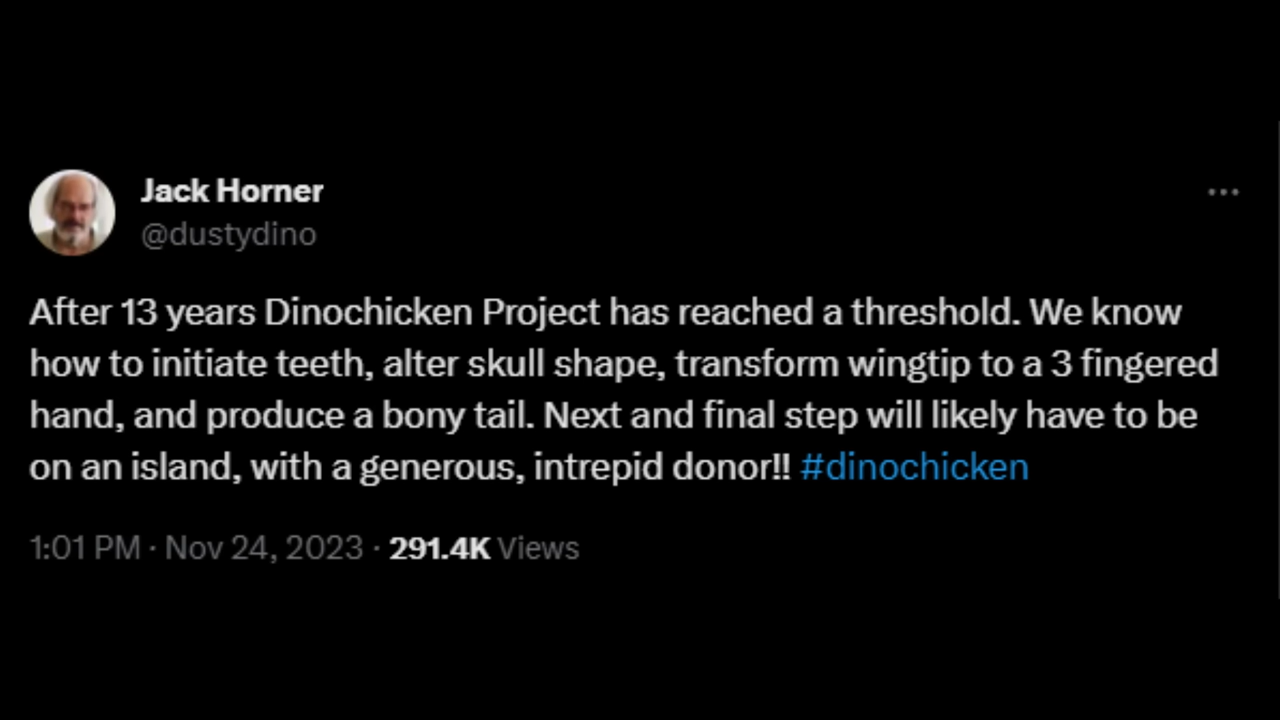 Jack Horner
@dustydino
After 13 years Dinochicken Project has reached a threshold. We know
how to initiate teeth, alter skull shape, transform wingtip to a 3 fingered
hand, and produce a bony tail. Next and final step will likely have to be
on an island, with a generous, intrepid donor!! #dinochicken
1:01 PM · Nov 24, 2023 · 291.4K Views